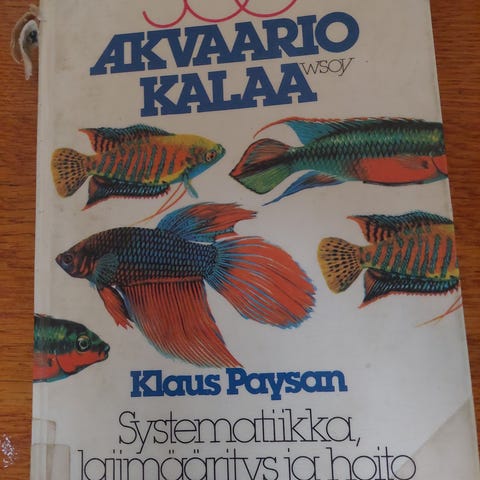 AKVAARIO
KALAA
wsoy
Klaus Paysan
Systematiikka,
lajimääritys ja hoito